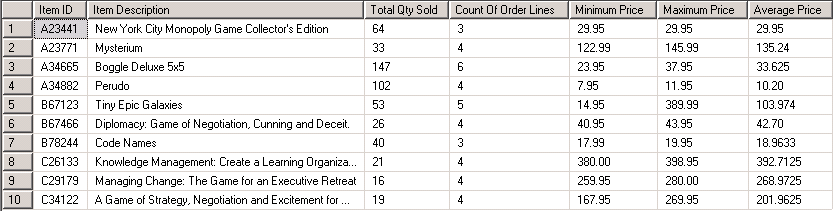 Item ID Item Description Total Qty Sold Count Of Order Lines Minimum Price Maximum Price Average Price
1 A23441 New York City Monopoly Game Collector's Edition 64 3 29.95 29.95 29.95
2 A23771 Mysterium 33 4 122.99 145.99 135.24
3 A34665 Boggle Deluxe 5x5 147 6 23.95 37.95 33.625
4 A34882 Perudo 102 4 7.95 11.95 10.20
5 B67123 Tiny Epic Galaxies 53 5 14.95 389.99 103.974
6 B67466 Diplomacy: Game of Negotiation, Cunning and Deceit. 26 4 40.95 43.95 42.70
7 B78244 Code Names 40 3 17.99 19.95 18.9633
8 C26133 Knowledge Management: Create a Learning Organiza... 21 4 380.00 398.95 392.7125
9 C29179 Managing Change: The Game for an Executive Retreat 16 4 259.95 280.00 268.9725
10 C34122 A Game of Strategy, Negotiation and Excitement for ... 19 4 167.95 269.95 201.9625